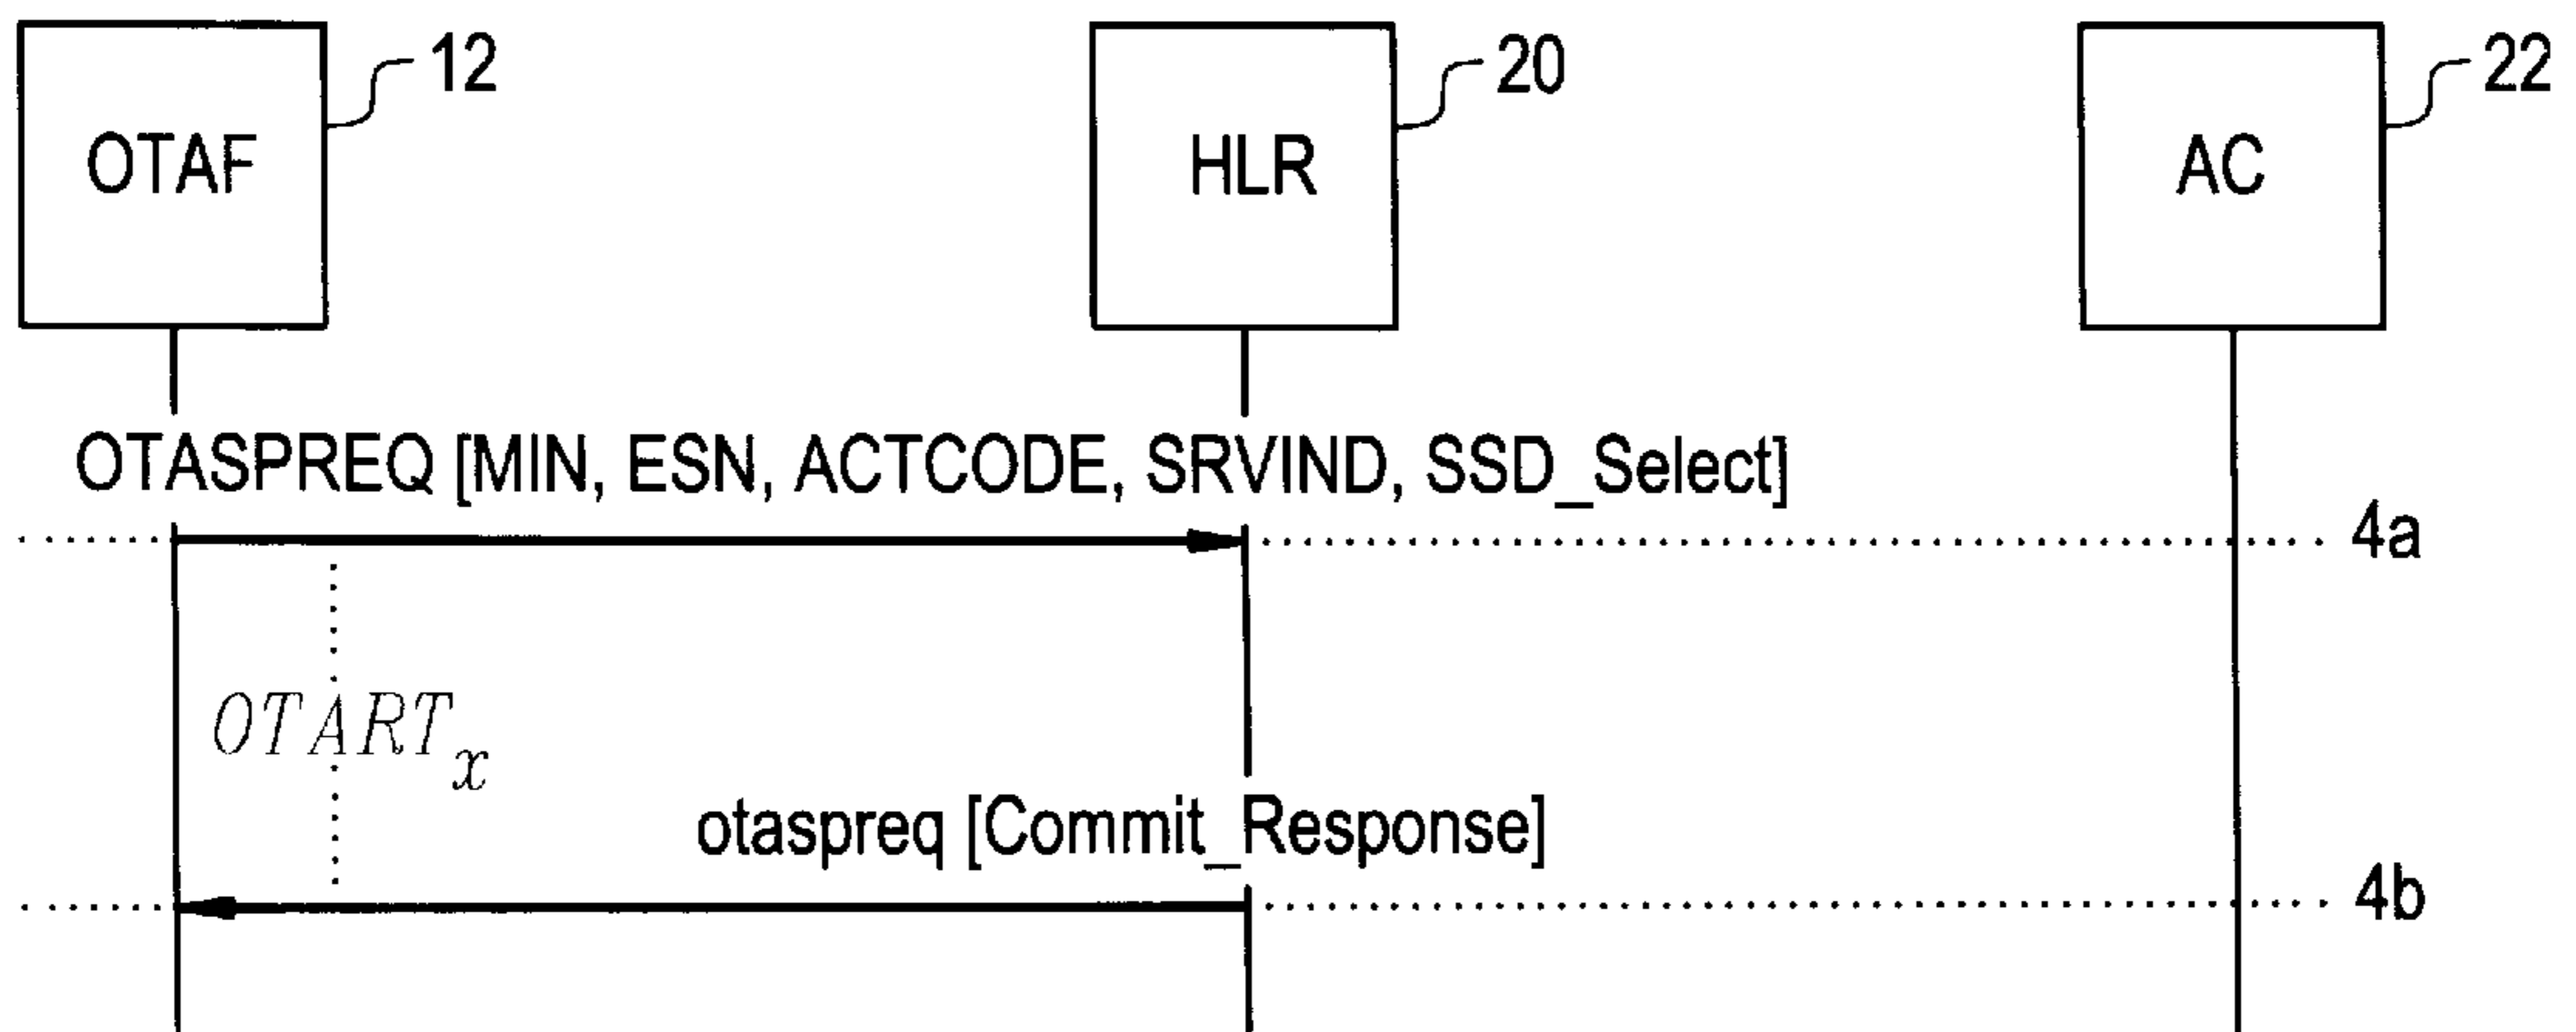 12
20
22
OTAF
HLR
AC
OTASPREQ [MIN, ESN, ACTCODE, SRVIND, SSD_Select]
4a
OTARTx
otaspreq [Commit_Response]
4b